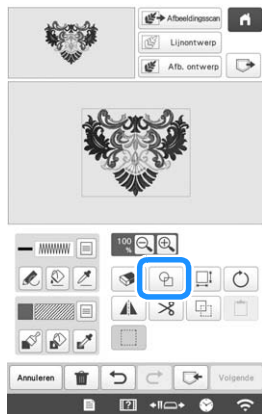 Afbeeldingsscan
Lijnontwerp
Afb. ontwerp
100
%
Annuleren
Volgende